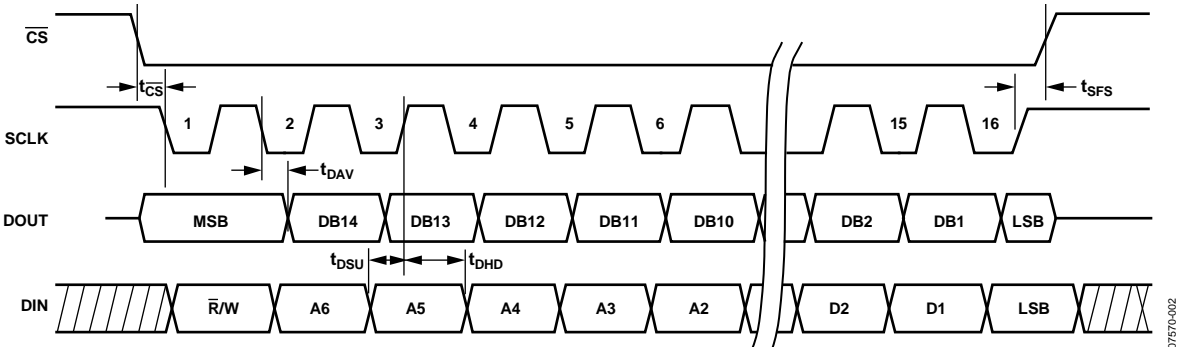 CS
tCS
tSFS
SCLK
1 2 3 4 5 6 15 16
tDAV
DOUT
MSB DB14 DB13 DB12 DB11 DB10 DB2 DB1 LSB
tDSU tDHD
DIN
R/W A6 A5 A4 A3 A2 D2 D1 LSB
07570-002